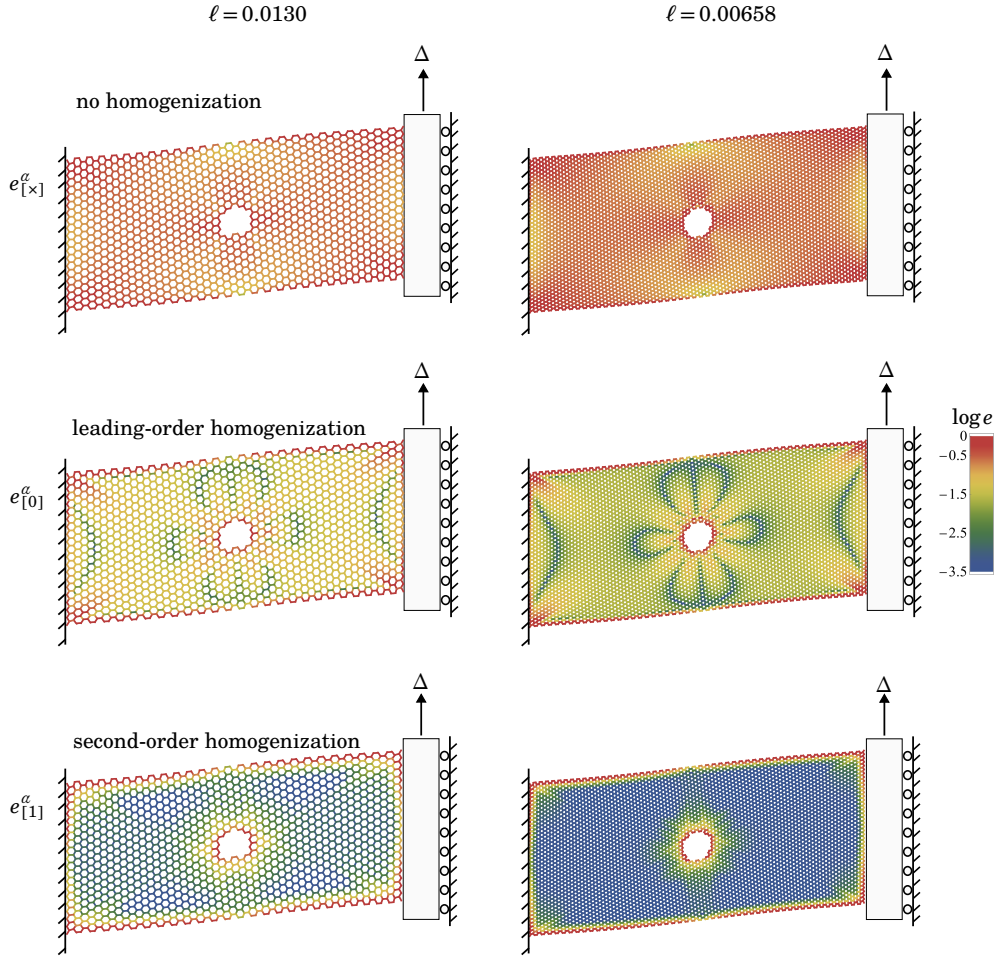 ℓ = 0.0130
ℓ = 0.00658
Δ
Δ
no homogenization
e^α_[×]
Δ
Δ
leading-order homogenization
e^α_[0]
log e
0
−0.5
−1.5
−2.5
−3.5
Δ
Δ
second-order homogenization
e^α_[1]